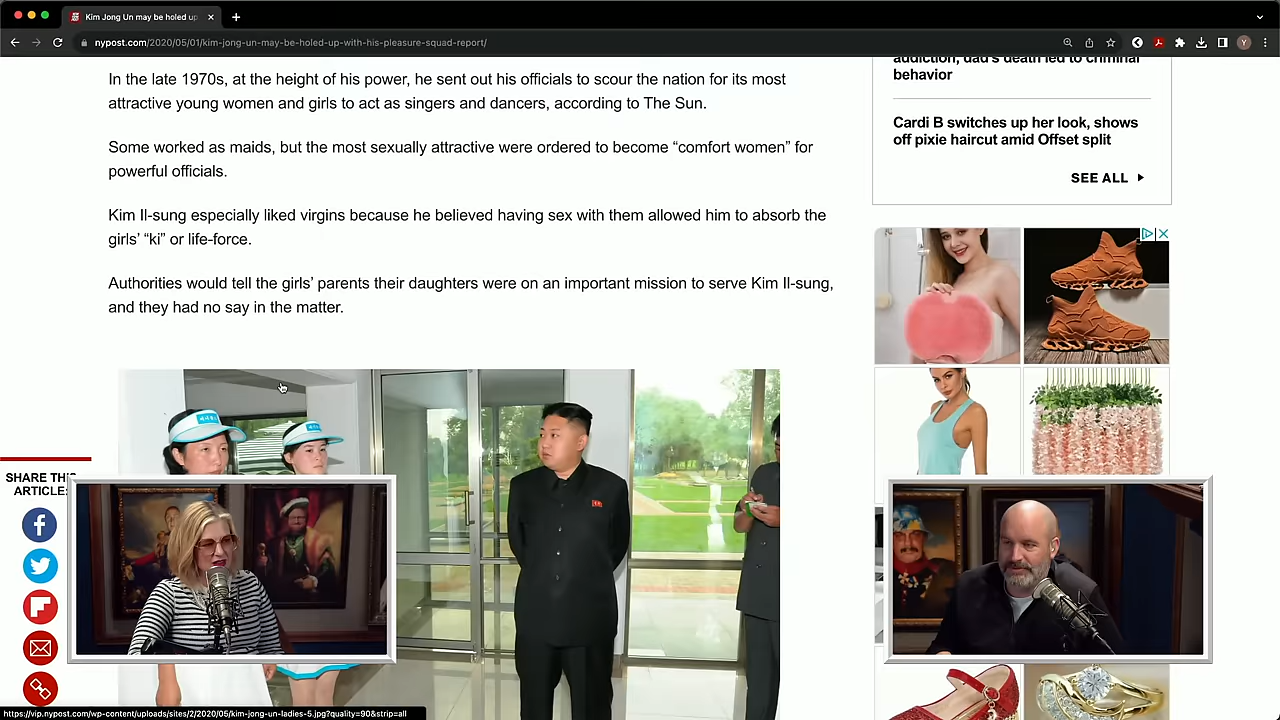 Kim Jong Un may be holed up
nypost.com/2020/05/01/kim-jong-un-may-be-holed-up-with-his-pleasure-squad-report/
In the late 1970s, at the height of his power, he sent out his officials to scour the nation for its most
attractive young women and girls to act as singers and dancers, according to The Sun.
Some worked as maids, but the most sexually attractive were ordered to become “comfort women” for
powerful officials.
Kim Il-sung especially liked virgins because he believed having sex with them allowed him to absorb the
girls’ “ki” or life-force.
Authorities would tell the girls’ parents their daughters were on an important mission to serve Kim Il-sung,
and they had no say in the matter.
addiction, dad's death led to criminal
behavior
Cardi B switches up her look, shows
off pixie haircut amid Offset split
SEE ALL
SHARE THIS
ARTICLE:
https://vip.nypost.com/wp-content/uploads/sites/2/2020/05/kim-jong-un-ladies-5.jpg?quality=90&strip=all